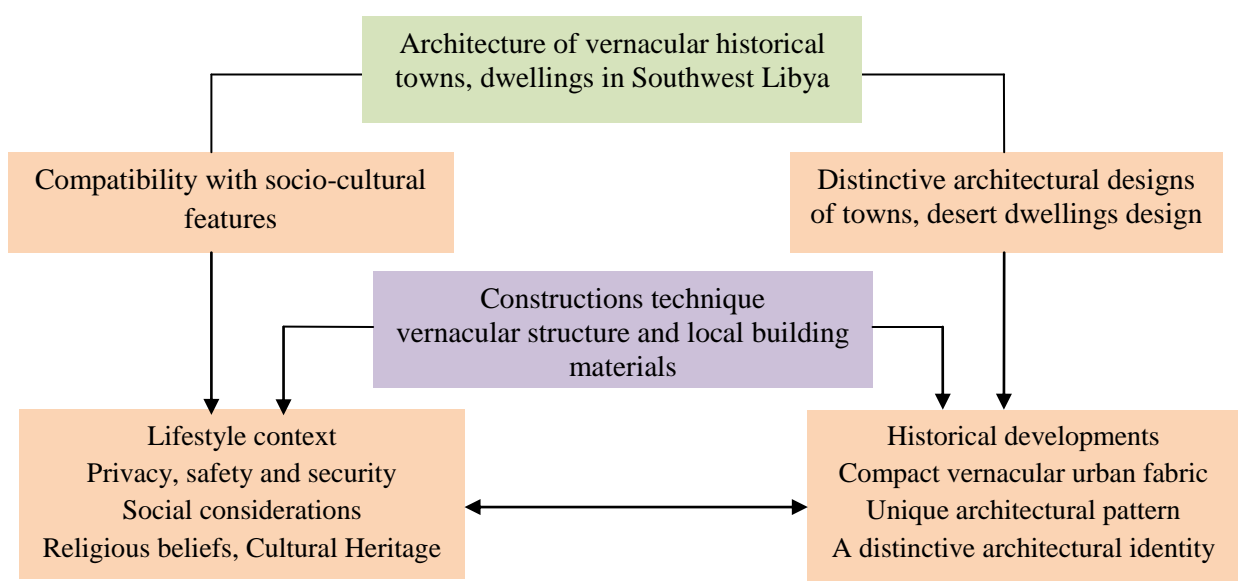 Architecture of vernacular historical
towns, dwellings in Southwest Libya
Compatibility with socio-cultural
features
Distinctive architectural designs
of towns, desert dwellings design
Constructions technique
vernacular structure and local building
materials
Lifestyle context
Privacy, safety and security
Social considerations
Religious beliefs, Cultural Heritage
Historical developments
Compact vernacular urban fabric
Unique architectural pattern
A distinctive architectural identity